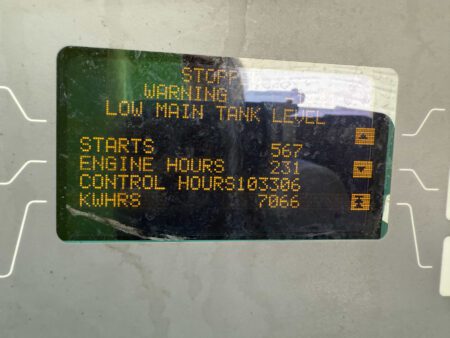 STOPP
WARNING
LOW MAIN TANK LEVEL
STARTS 567
ENGINE HOURS 231
CONTROL HOURS103306
KWHRS 7066